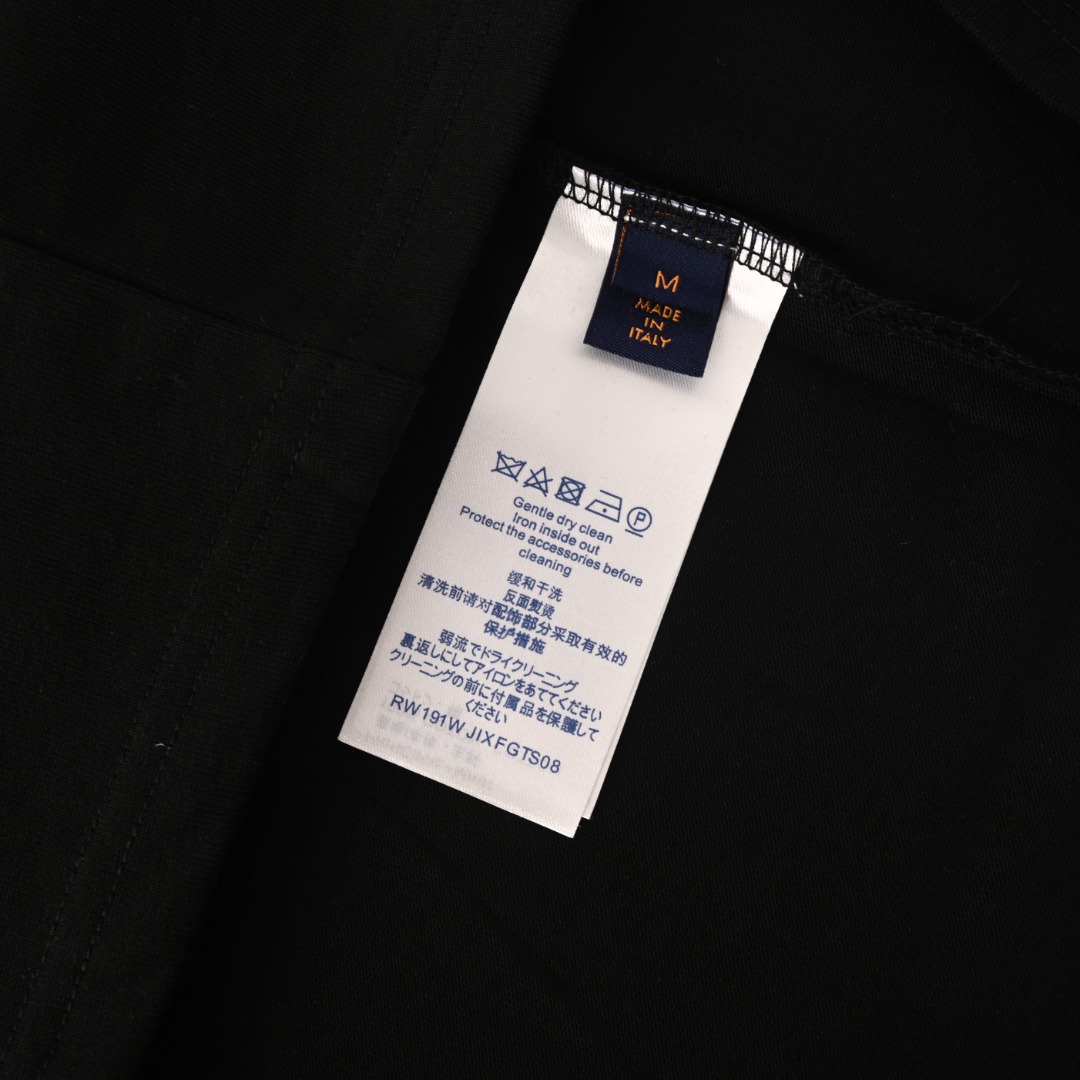 M
MADE
IN
ITALY
P
Gentle dry clean
Iron inside out
Protect the accessories before
cleaning
缓和干洗
反面熨烫
清洗前请对配饰部分采取有效的
保护措施
弱流でドライクリーニング
裏返しにしてアイロンをあててください
クリーニングの前に付属品を保護して
ください
RW191W JIXFGTS08